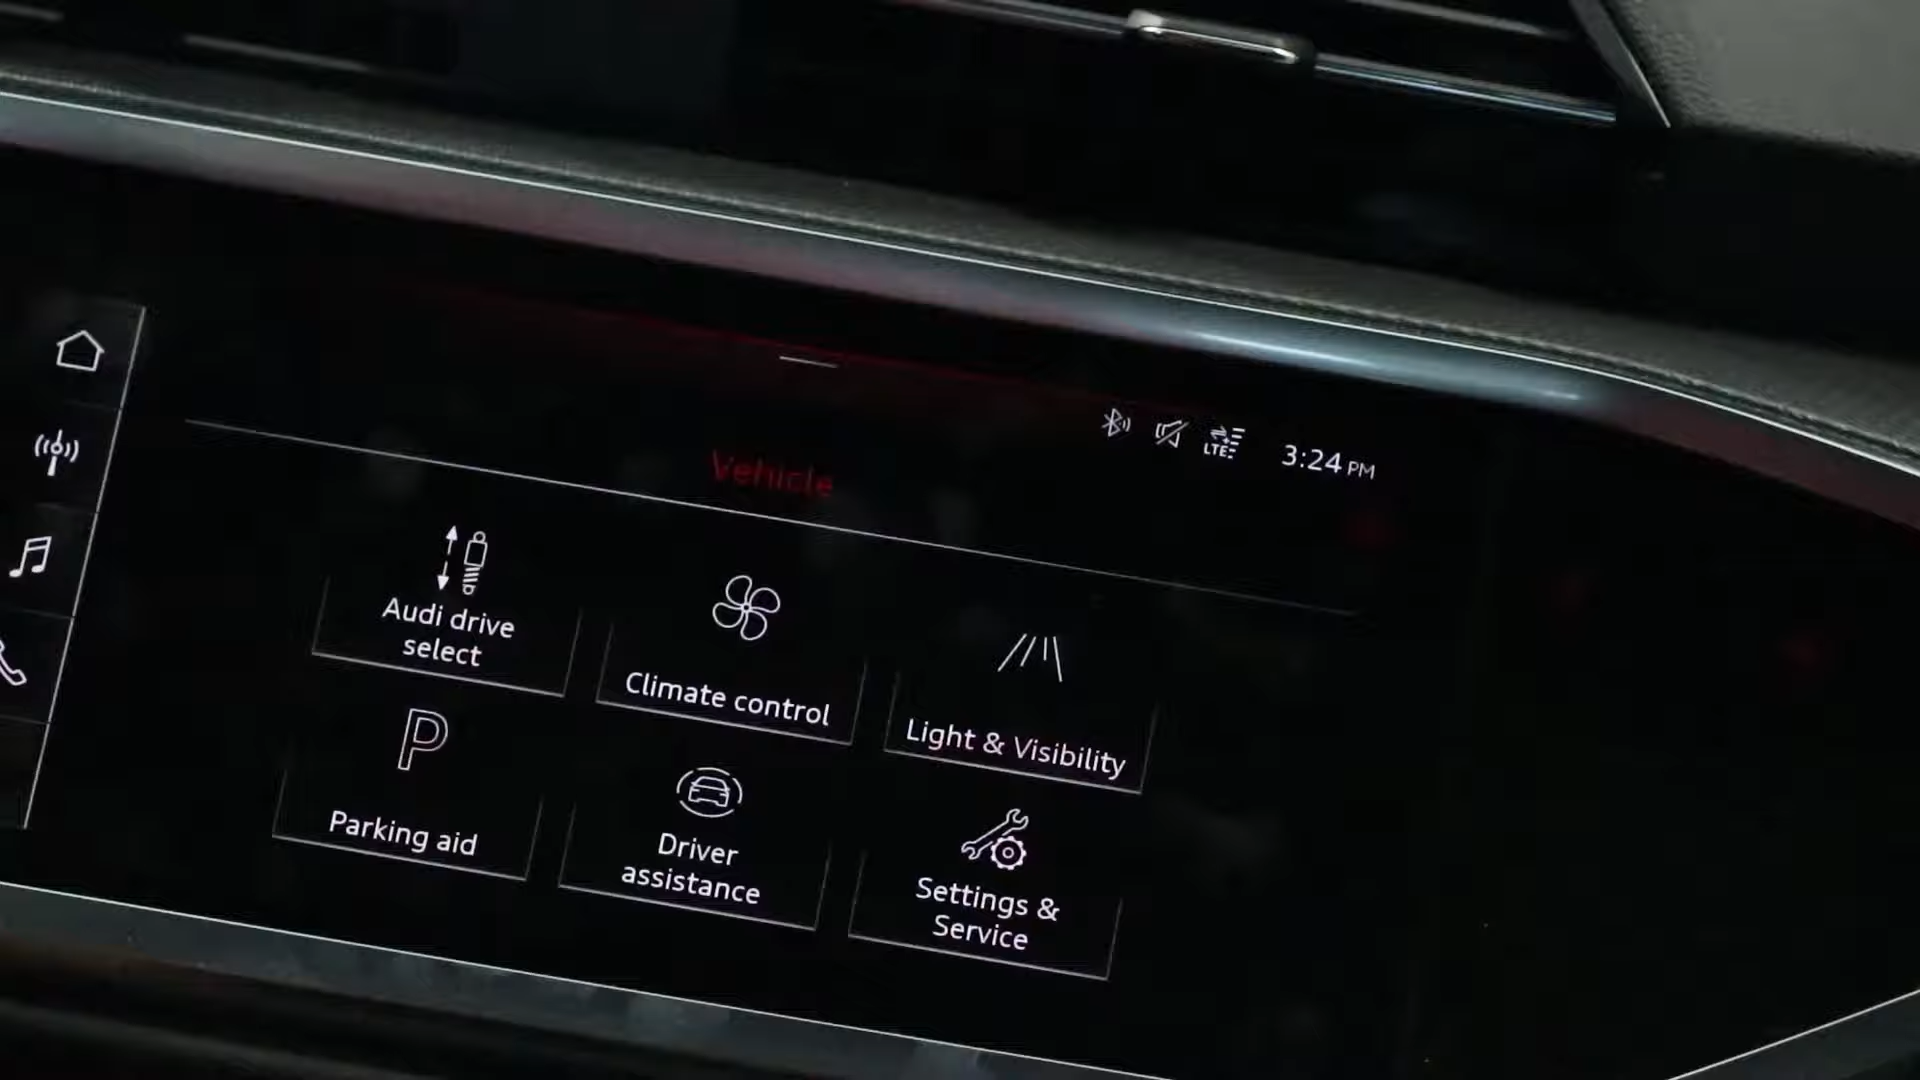 LTE
3:24 PM
Vehicle
Audi drive
select
Climate control
Light & Visibility
P
Parking aid
Driver
assistance
Settings &
Service